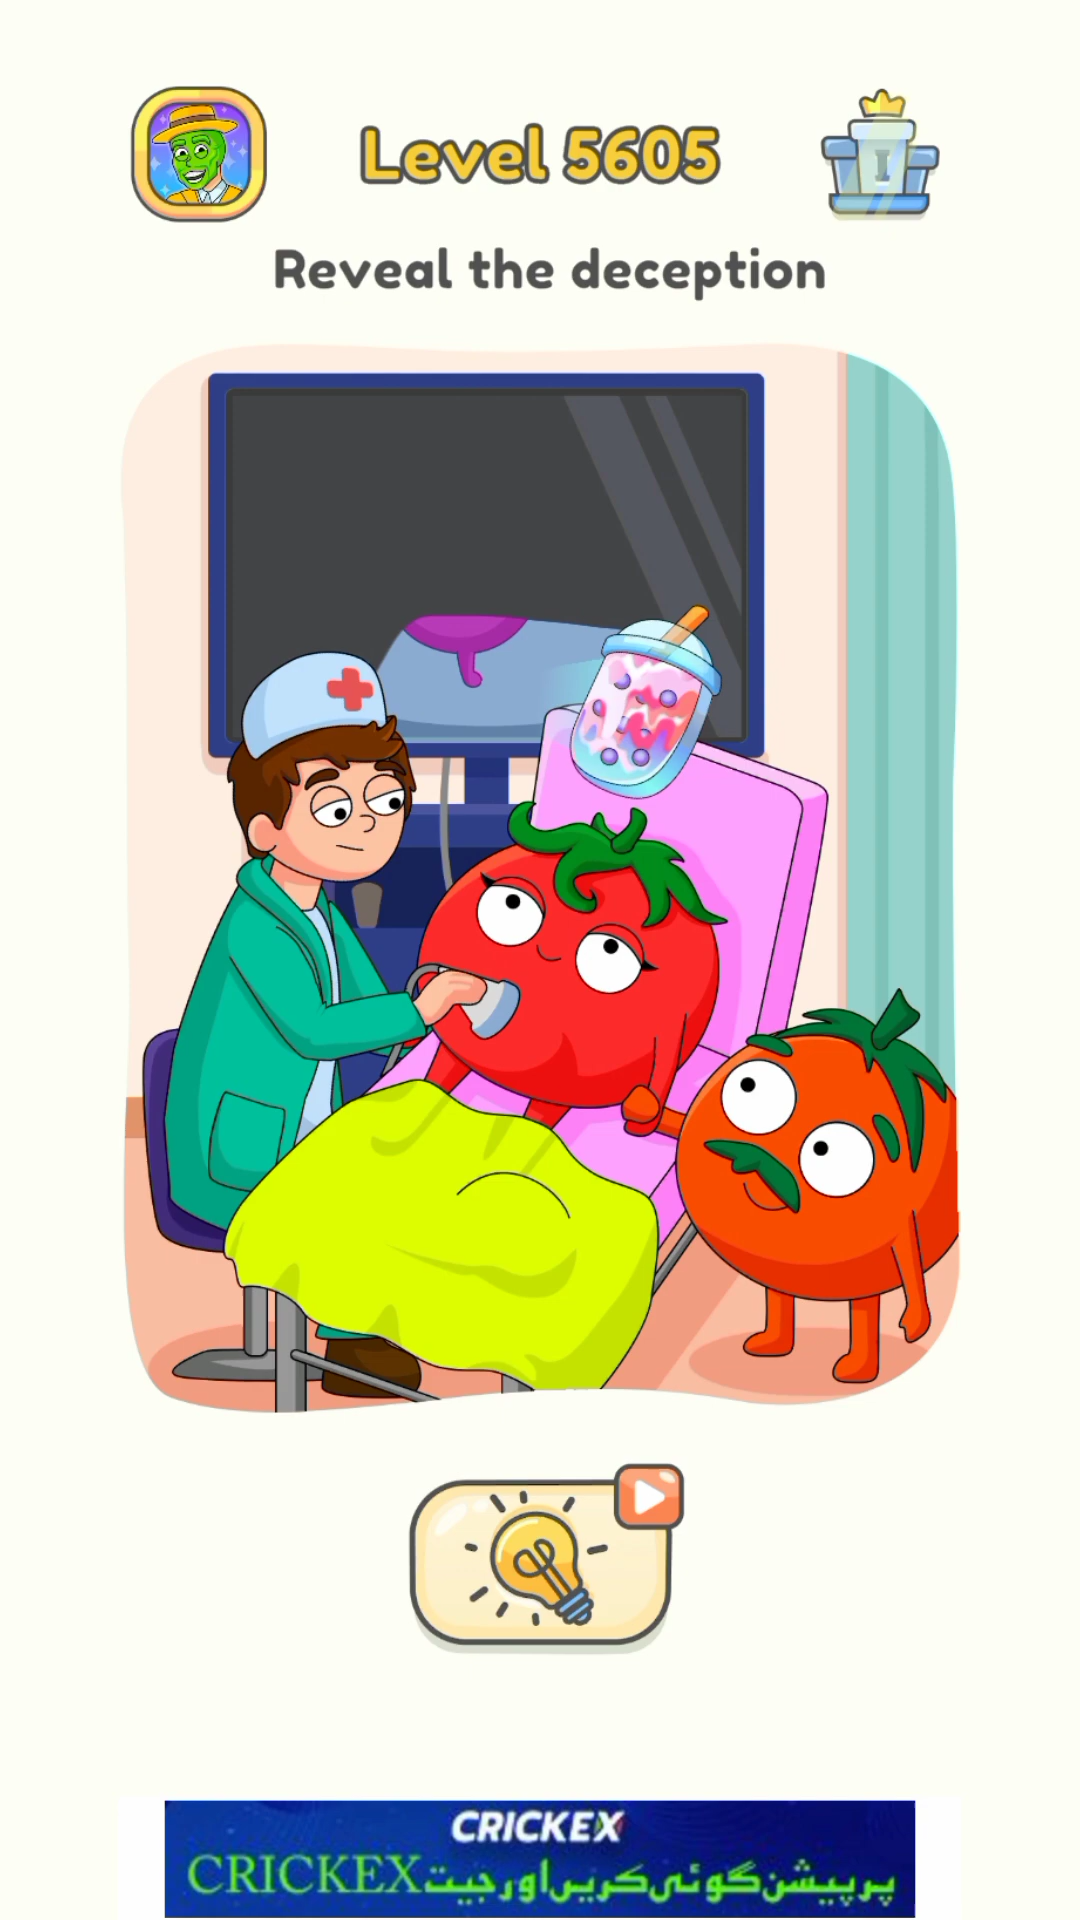 Level 5605
I
Reveal the deception
CRICKEX
پر پیشن گوئی کریں اور جیت CRICKEX